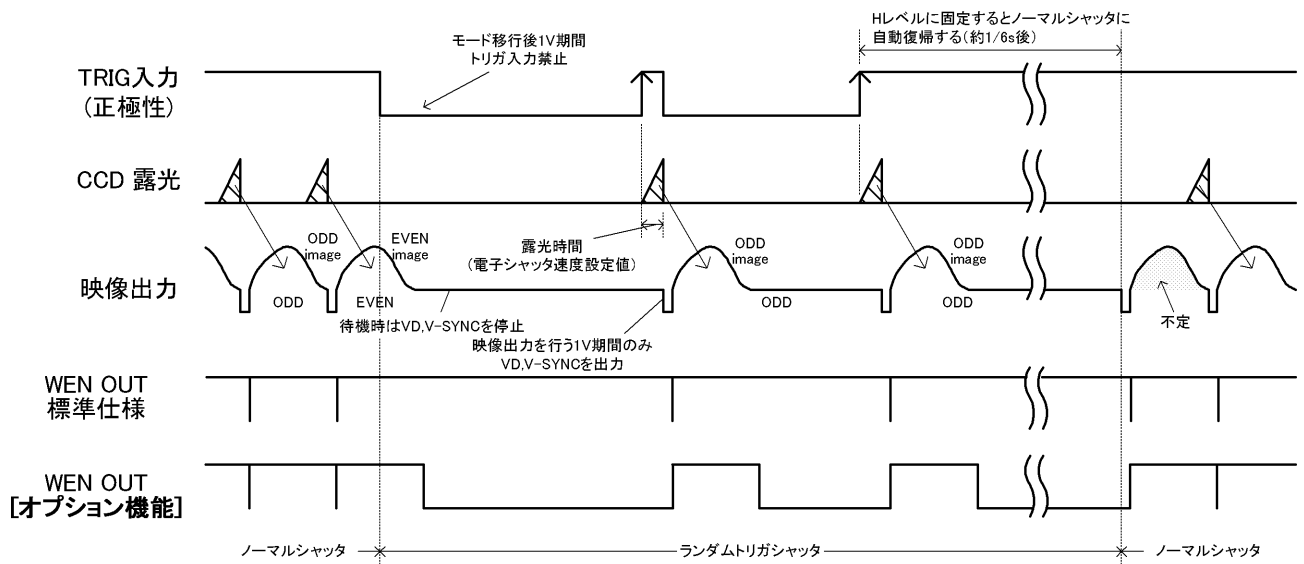 Hレベルに固定するとノーマルシャッタに
自動復帰する(約1/6s後)
モード移行後1V期間
トリガ入力禁止
TRIG入力
(正極性)
CCD 露光
露光時間
(電子シャッタ速度設定値)
映像出力
ODD
image
EVEN
image
ODD
image
ODD
image
ODD
EVEN
ODD
ODD
不定
待機時はVD,V-SYNCを停止
映像出力を行う1V期間のみ
VD,V-SYNCを出力
WEN OUT
標準仕様
WEN OUT
[オプション機能]
ノーマルシャッタ
ランダムトリガシャッタ
ノーマルシャッタ